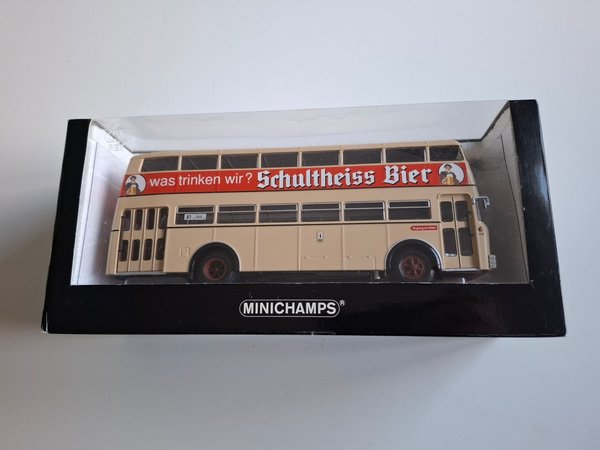 was trinken wir? Schultheiss Bier
MINICHAMPS®